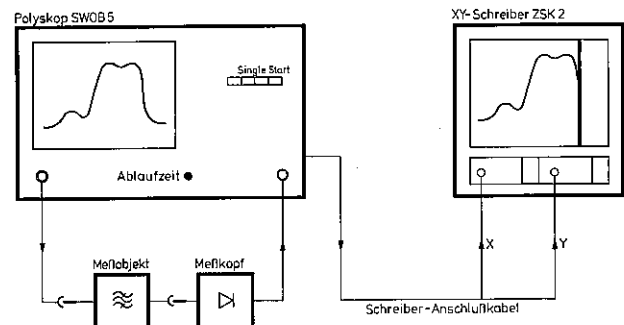 Polyskop SWOB 5
XY-Schreiber ZSK 2
Single Start
Ablaufzeit
Meßobjekt
Meßkopf
X
Y
Schreiber-Anschlußkabel